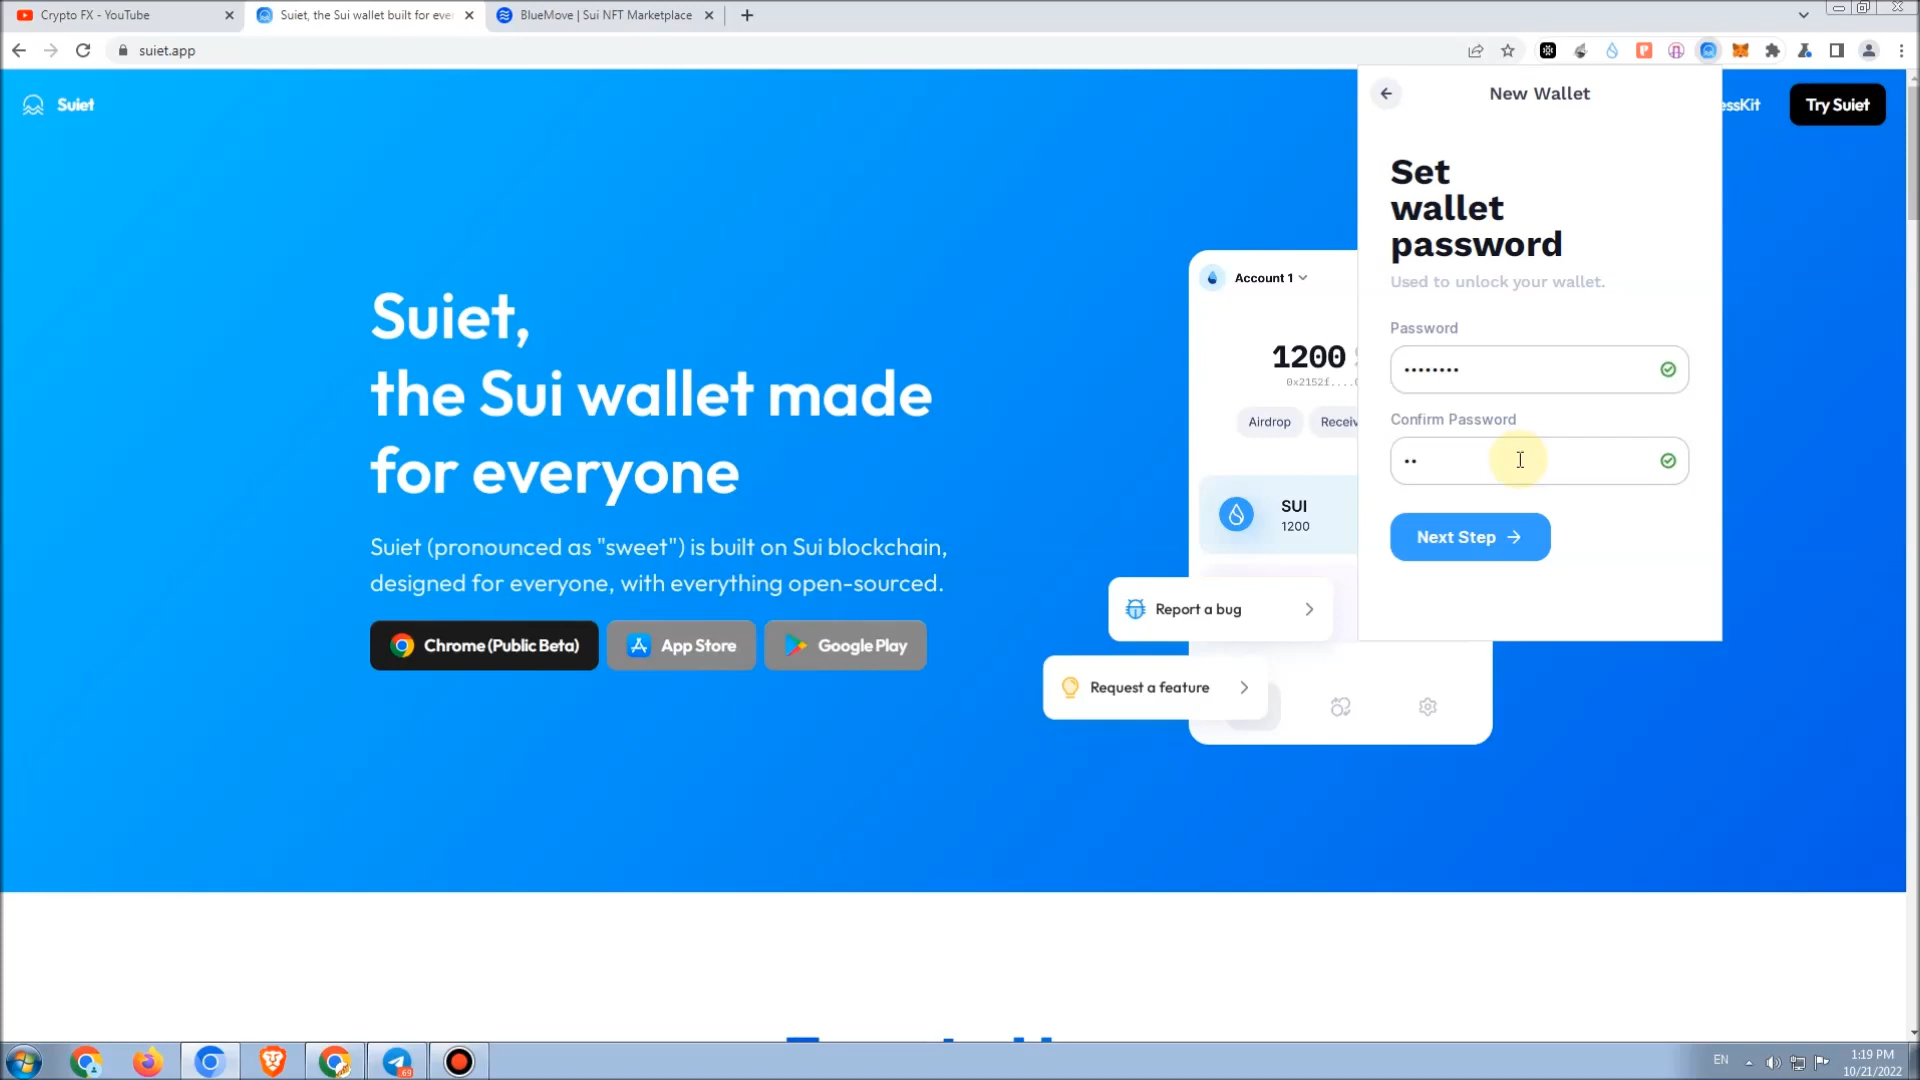 Crypto FX - YouTube
Suiet, the Sui wallet built for eve
BlueMove | Sui NFT Marketplace
suiet.app
Suiet
essKit
Try Suiet
New Wallet
Set
wallet
password
Used to unlock your wallet.
Password
••••••••
Confirm Password
••
Next Step
Suiet,
the Sui wallet made
for everyone
Suiet (pronounced as "sweet") is built on Sui blockchain,
designed for everyone, with everything open-sourced.
Chrome (Public Beta)
App Store
Google Play
Account 1
1200
0x2152f....
Airdrop
Receiv
SUI
1200
Report a bug
Request a feature
69
EN
1:19 PM
10/21/2022